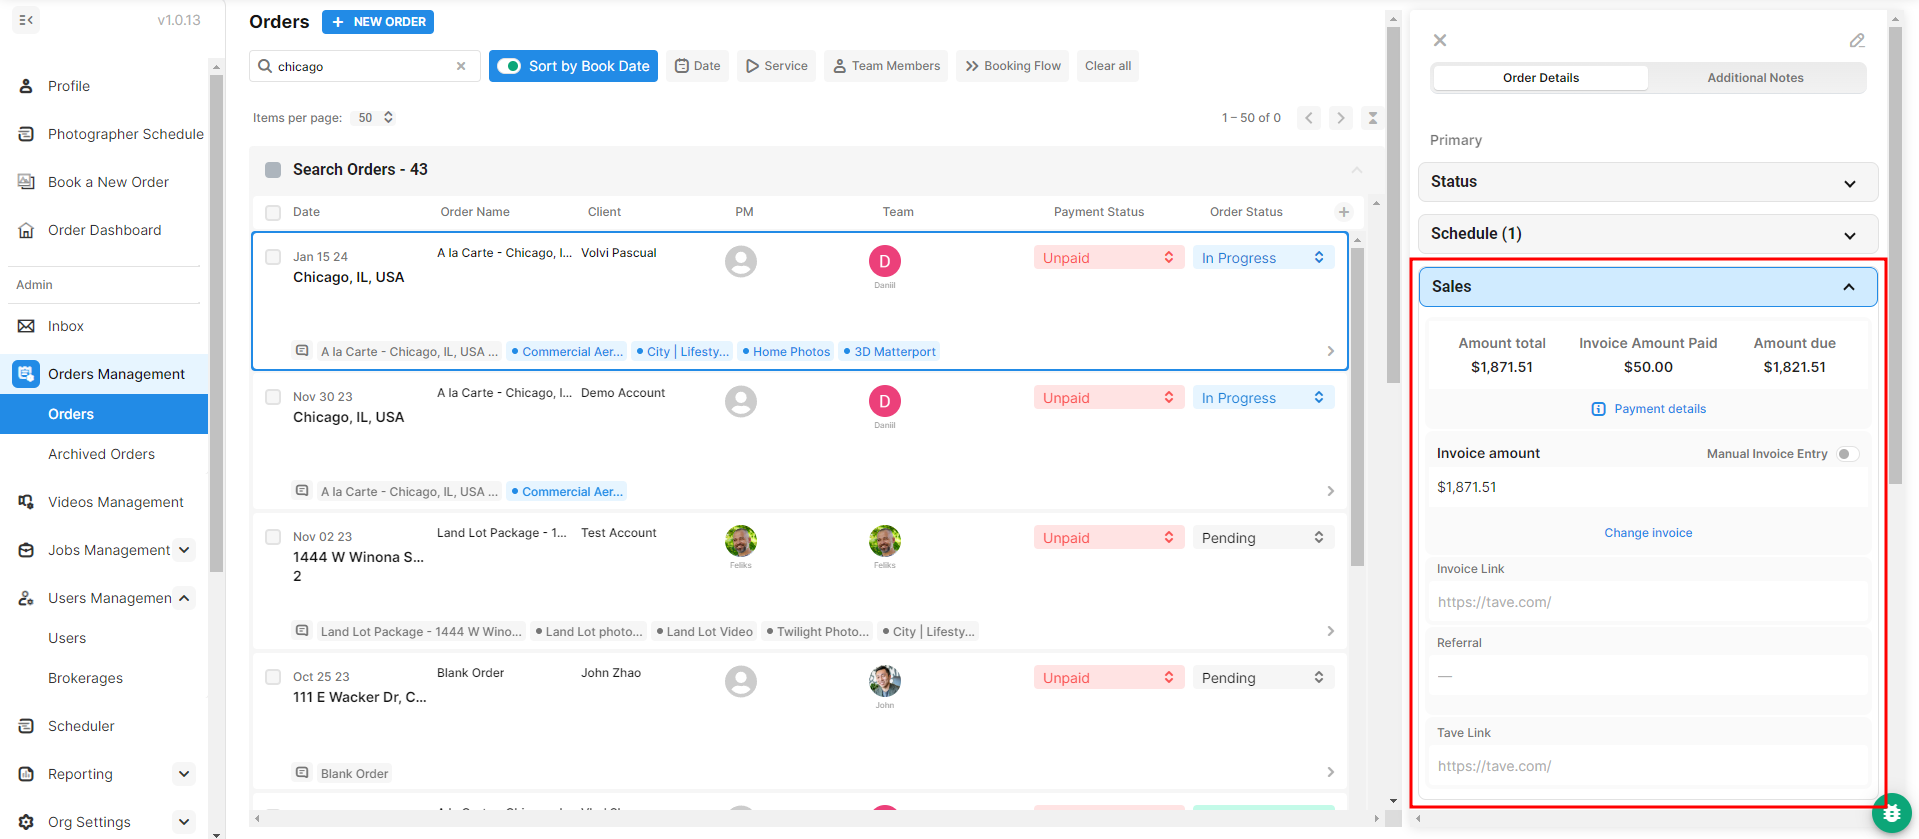 v1.0.13
Profile
Photographer Schedule
Book a New Order
Order Dashboard
Admin
Inbox
Orders Management
Orders
Archived Orders
Videos Management
Jobs Management
Users Managemen
Users
Brokerages
Scheduler
Reporting
Org Settings
Orders
+ NEW ORDER
chicago
Sort by Book Date
Date
Service
Team Members
Booking Flow
Clear all
Items per page: 50
1 – 50 of 0
Search Orders - 43
Date Order Name Client PM Team Payment Status Order Status
Jan 15 24
Chicago, IL, USA
A la Carte - Chicago, I... Volvi Pascual
D
Daniil
Unpaid
In Progress
A la Carte - Chicago, IL, USA ...
Commercial Aer...
City | Lifesty...
Home Photos
3D Matterport
Nov 30 23
Chicago, IL, USA
A la Carte - Chicago, I... Demo Account
D
Daniil
Unpaid
In Progress
A la Carte - Chicago, IL, USA ...
Commercial Aer...
Nov 02 23
1444 W Winona S...
2
Land Lot Package - 1... Test Account
Feliks
Feliks
Unpaid
Pending
Land Lot Package - 1444 W Wino...
Land Lot photo...
Land Lot Video
Twilight Photo...
City | Lifesty...
Oct 25 23
111 E Wacker Dr, C...
Blank Order John Zhao
John
Unpaid
Pending
Blank Order
Order Details
Additional Notes
Primary
Status
Schedule (1)
Sales
Amount total Invoice Amount Paid Amount due
$1,871.51 $50.00 $1,821.51
Payment details
Invoice amount Manual Invoice Entry
$1,871.51
Change invoice
Invoice Link
https://tave.com/
Referral
—
Tave Link
https://tave.com/